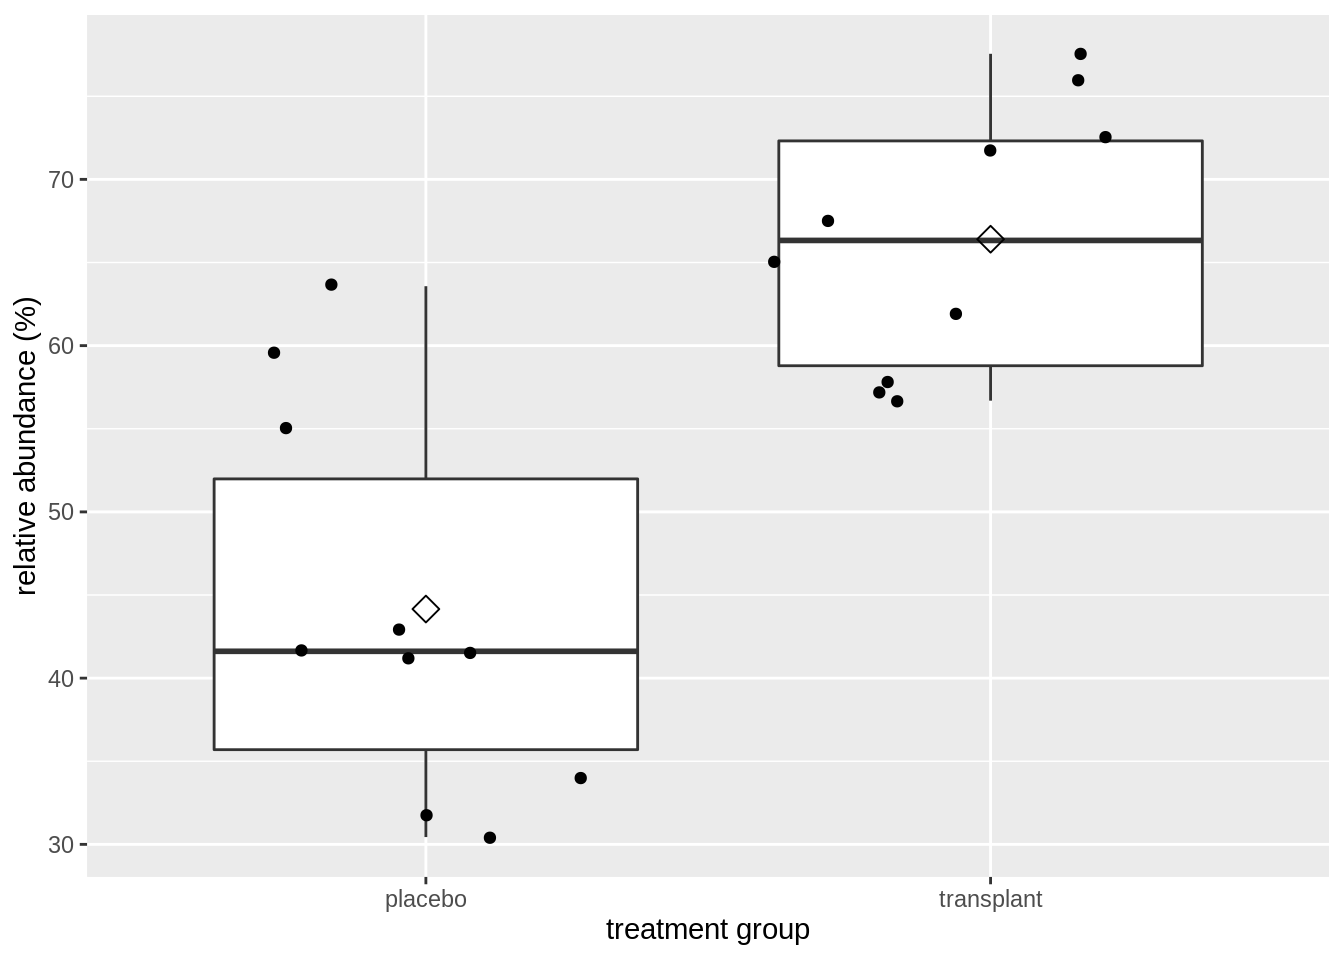 relative abundance (%)
70
60
50
40
30
placebo
transplant
treatment group